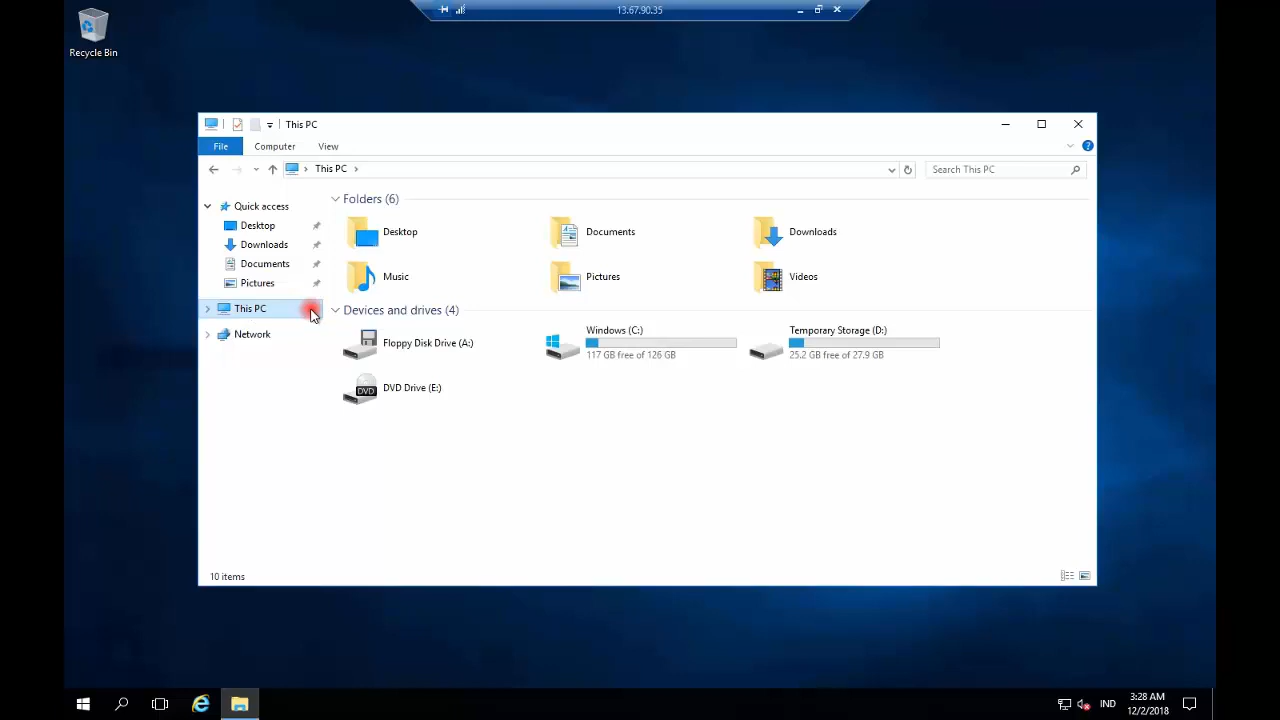 13.67.90.35
Recycle Bin
This PC
File Computer View
This PC
Search This PC
Quick access
Desktop
Downloads
Documents
Pictures
This PC
Network
Folders (6)
Desktop
Documents
Downloads
Music
Pictures
Videos
Devices and drives (4)
Floppy Disk Drive (A:)
Windows (C:)
117 GB free of 126 GB
Temporary Storage (D:)
25.2 GB free of 27.9 GB
DVD
DVD Drive (E:)
10 items
IND
3:28 AM
12/2/2018